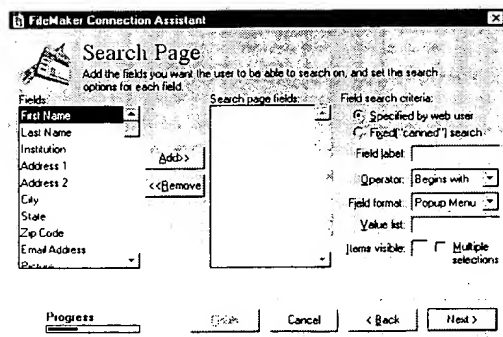 FileMaker Connection Assistant
Search Page
Add the fields you want the user to be able to search on, and set the search
options for each field.
Fields:
First Name
Last Name
Institution
Address 1
Address 2
City
State
Zip Code
Email Address
Picture
Add>>
<<Remove
Search page fields:
Field search criteria:
Specified by web user
Fixed ("canned") search
Field label:
Operator: Begins with
Field format: Popup Menu
Value list:
Items visible: Multiple
selections
Progress
Finish
Cancel
< Back
Next >